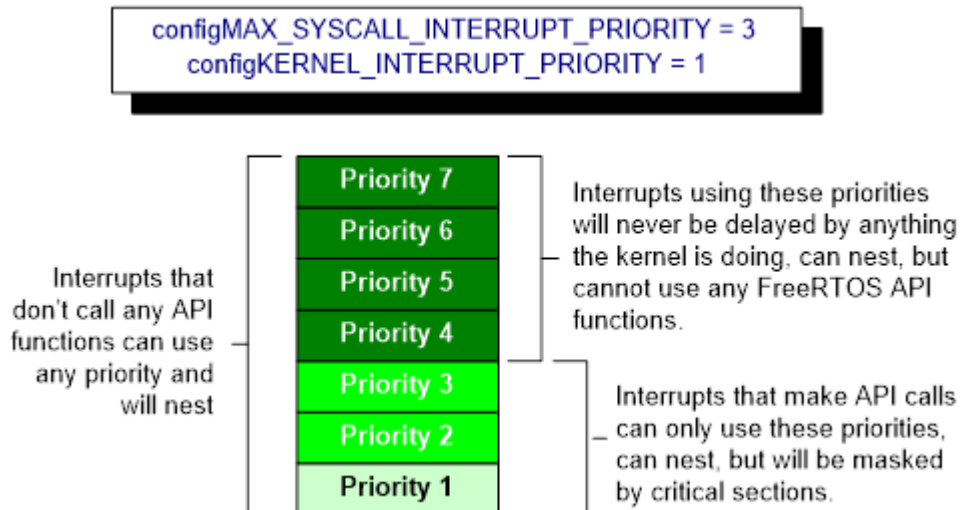 configMAX_SYSCALL_INTERRUPT_PRIORITY = 3
configKERNEL_INTERRUPT_PRIORITY = 1
Interrupts that
don't call any API
functions can use
any priority and
will nest
Priority 7
Priority 6
Priority 5
Priority 4
Priority 3
Priority 2
Priority 1
Interrupts using these priorities
will never be delayed by anything
the kernel is doing, can nest, but
cannot use any FreeRTOS API
functions.
Interrupts that make API calls
can only use these priorities,
can nest, but will be masked
by critical sections.